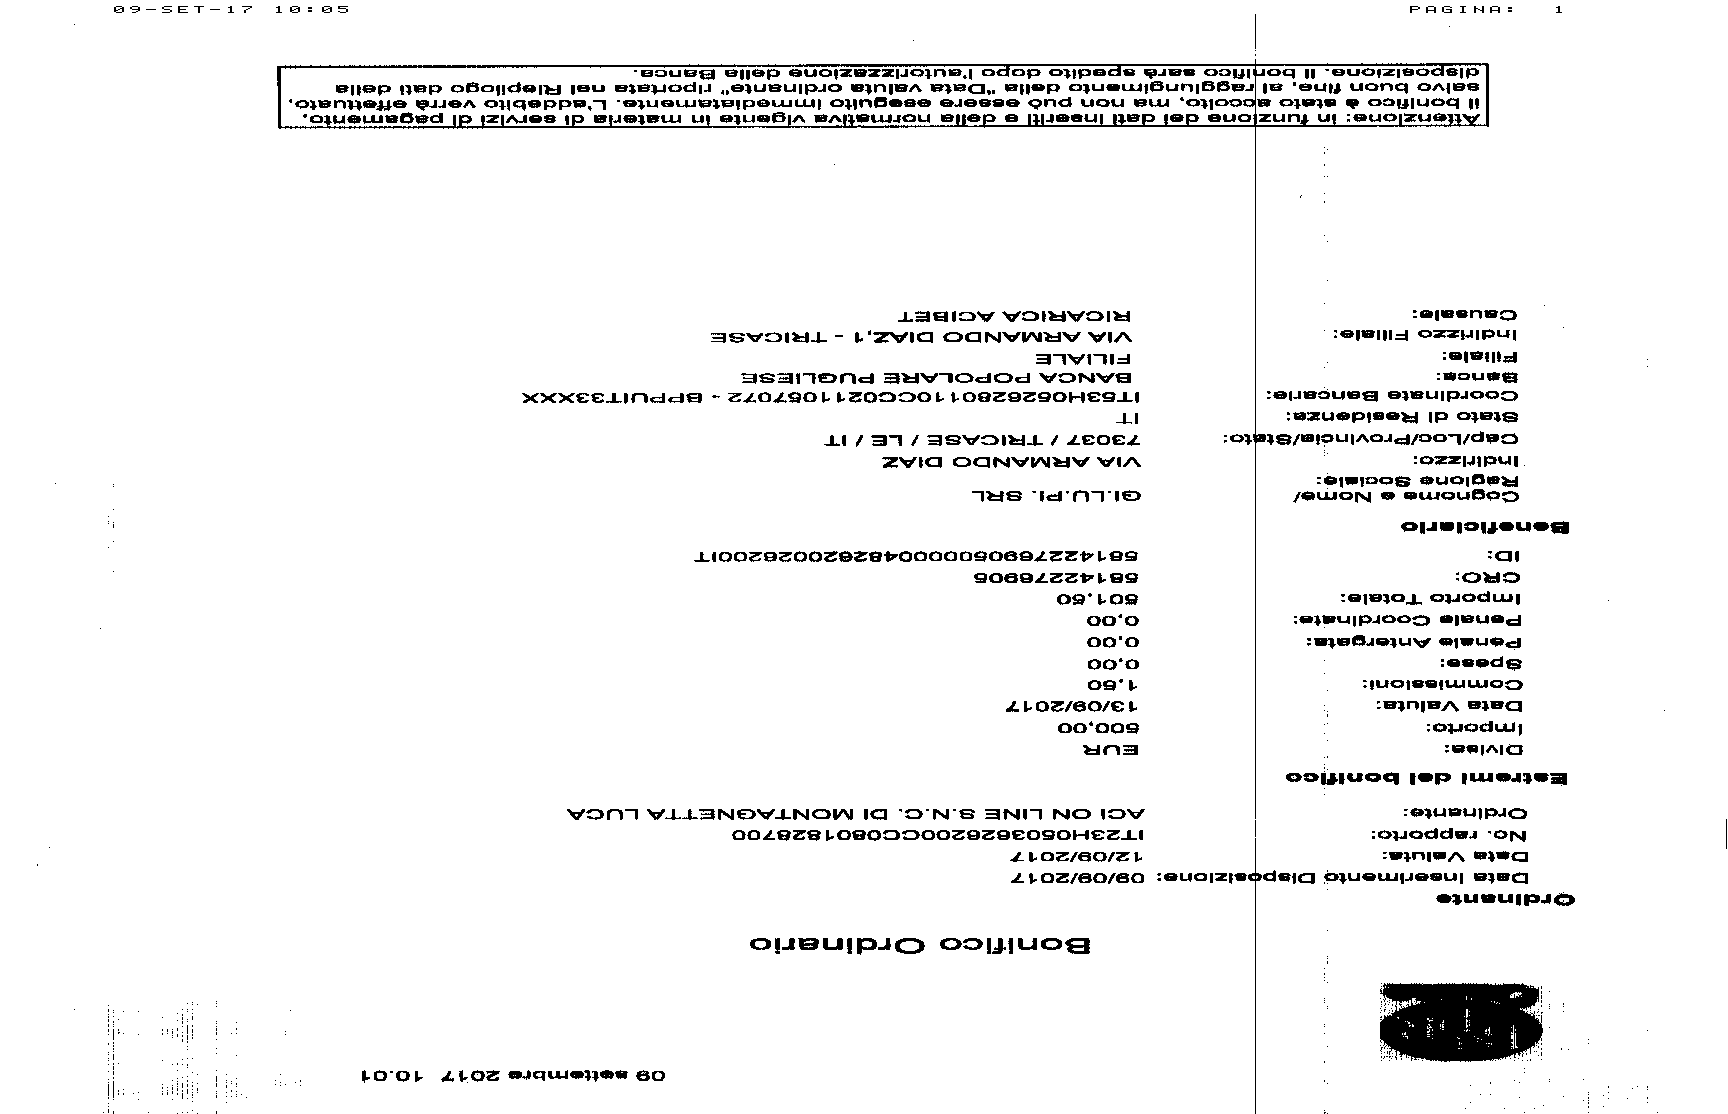 09-SET-17 10:05 PAGINA: 1
09 settembre 2017 10.01
Bonifico Ordinario
Ordinante
Data Inserimento Disposizione: 09/09/2017
Data Valuta: 12/09/2017
No. rapporto: IT23H0503626200CC0801828700
Ordinante: ACI ON LINE S.N.C. DI MONTAGNETTA LUCA
Estremi del bonifico
Divisa: EUR
Importo: 500,00
Data Valuta: 13/09/2017
Commissioni: 1,50
Spese: 0,00
Penale Antergata: 0,00
Penale Coordinate: 0,00
Importo Totale: 501,50
CRO: 58142276905
ID: 5814227690500000482620026200IT
Beneficiario
Cognome e Nome/
Ragione Sociale: GI.LU.PI. SRL
Indirizzo: VIA ARMANDO DIAZ
Cap/Loc/Provincia/Stato: 73037 / TRICASE / LE / IT
Stato di Residenza: IT
Coordinate Bancarie: IT53H052626280110CC0211057072 - BPPUIT33XXX
Banca: BANCA POPOLARE PUGLIESE
Filiale: FILIALE
Indirizzo Filiale: VIA ARMANDO DIAZ,1 - TRICASE
Causale: RICARICA ACIBET
Attenzione: in funzione dei dati inseriti e della normativa vigente in materia di servizi di pagamento,
il bonifico è stato accolto, ma non può essere eseguito immediatamente. L'addebito verrà effettuato,
salvo buon fine, al raggiungimento della "Data valuta ordinante" riportata nel Riepilogo dati della
disposizione. Il bonifico sarà spedito dopo l'autorizzazione della Banca.